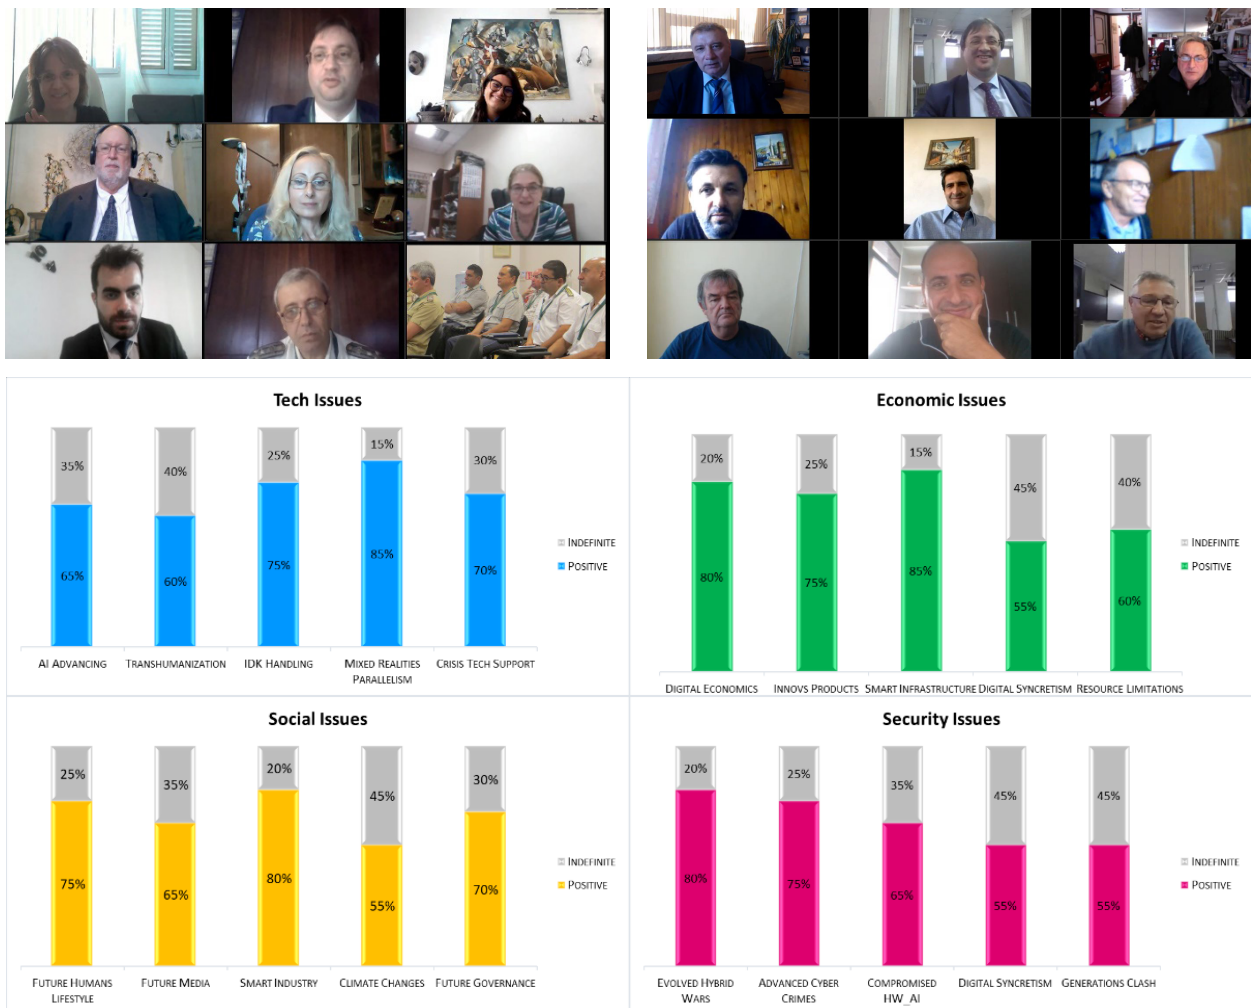 Tech Issues
35%
40%
25%
15%
30%
65%
60%
75%
85%
70%
INDEFINITE
POSITIVE
AI ADVANCING
TRANSHUMANIZATION
IDK HANDLING
MIXED REALITIES
PARALLELISM
CRISIS TECH SUPPORT
Economic Issues
20%
25%
15%
45%
40%
80%
75%
85%
55%
60%
INDEFINITE
POSITIVE
DIGITAL ECONOMICS
INNOVS PRODUCTS
SMART INFRASTRUCTURE
DIGITAL SYNCRETISM
RESOURCE LIMITATIONS
Social Issues
25%
35%
20%
45%
30%
75%
65%
80%
55%
70%
INDEFINITE
POSITIVE
FUTURE HUMANS
LIFESTYLE
FUTURE MEDIA
SMART INDUSTRY
CLIMATE CHANGES
FUTURE GOVERNANCE
Security Issues
20%
25%
35%
45%
45%
80%
75%
65%
55%
55%
INDEFINITE
POSITIVE
EVOLVED HYBRID
WARS
ADVANCED CYBER
CRIMES
COMPROMISED
HW_AI
DIGITAL SYNCRETISM
GENERATIONS CLASH